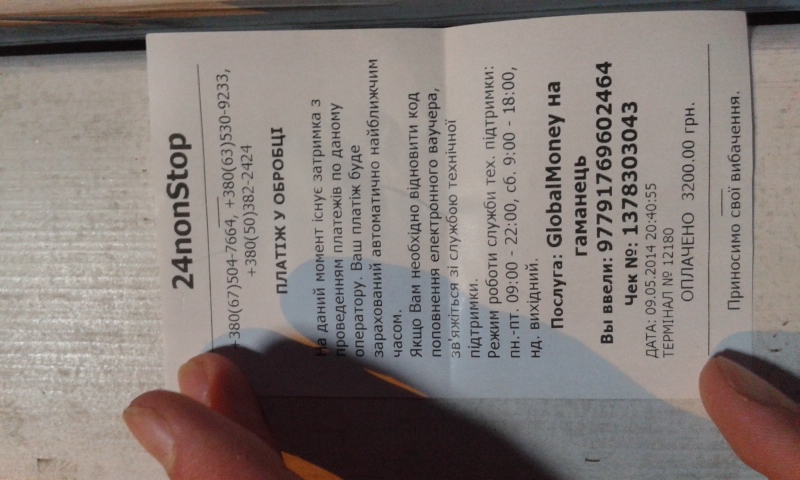 24nonStop
+380(67)504-7664, +380(63)530-9233,
+380(50)382-2424
ПЛАТІЖ У ОБРОБЦІ
На даний момент існує затримка з
проведенням платежів по даному
оператору. Ваш платіж буде
зарахований автоматично найближчим
часом.
Якщо Вам необхідно відновити код
поповнення електронного ваучера,
зв'яжіться зі службою технічної
підтримки.
Режим роботи служби тех. підтримки:
пн.-пт. 09:00 - 22:00, сб. 9:00 - 18:00,
нд. вихідний.
Послуга: GlobalMoney на
гаманець
Вы ввели: 97791769602464
Чек №: 1378303043
ДАТА: 09.05.2014 20:40:55
ТЕРМІНАЛ № 12180
ОПЛАЧЕНО 3200.00 грн.
Приносимо свої вибачення.